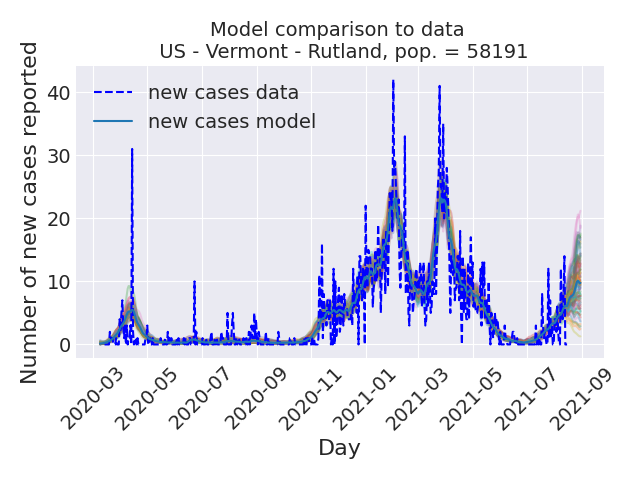 Model comparison to data
US - Vermont - Rutland, pop. = 58191
Number of new cases reported
40
30
20
10
0
new cases data
new cases model
2020-03
2020-05
2020-07
2020-09
2020-11
2021-01
2021-03
2021-05
2021-07
2021-09
Day